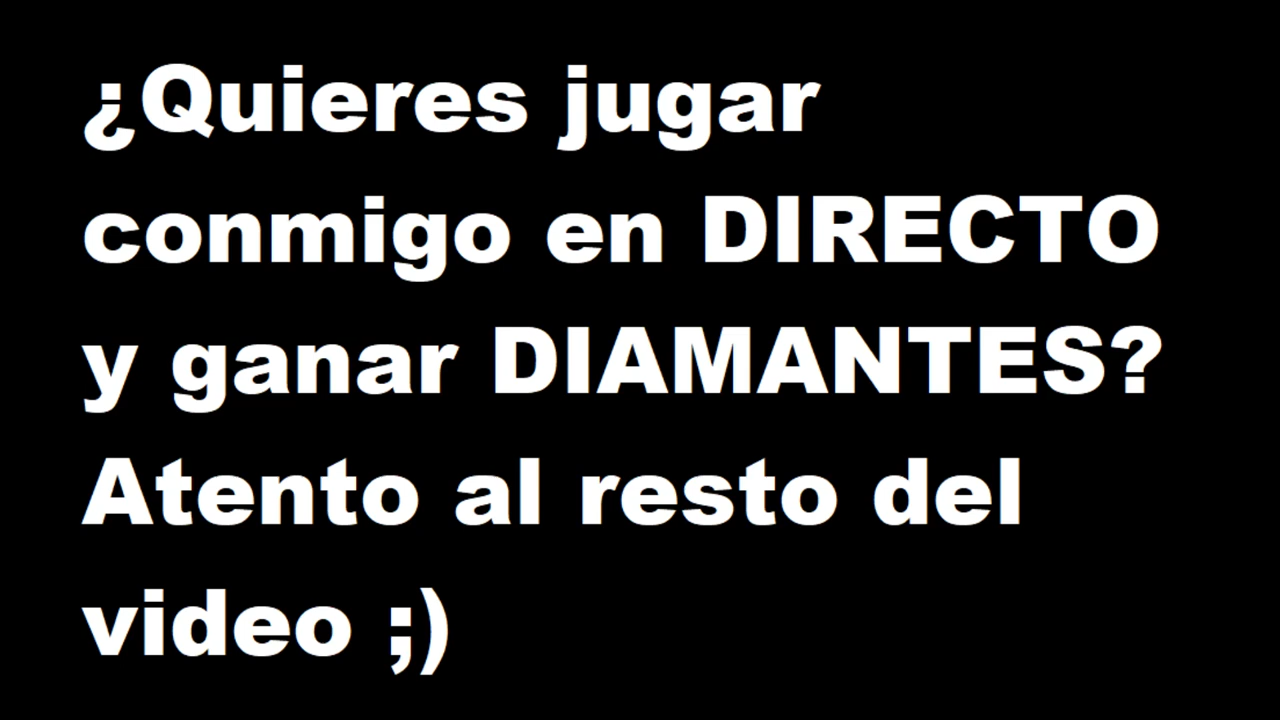 ¿Quieres jugar
conmigo en DIRECTO
y ganar DIAMANTES?
Atento al resto del
video ;)